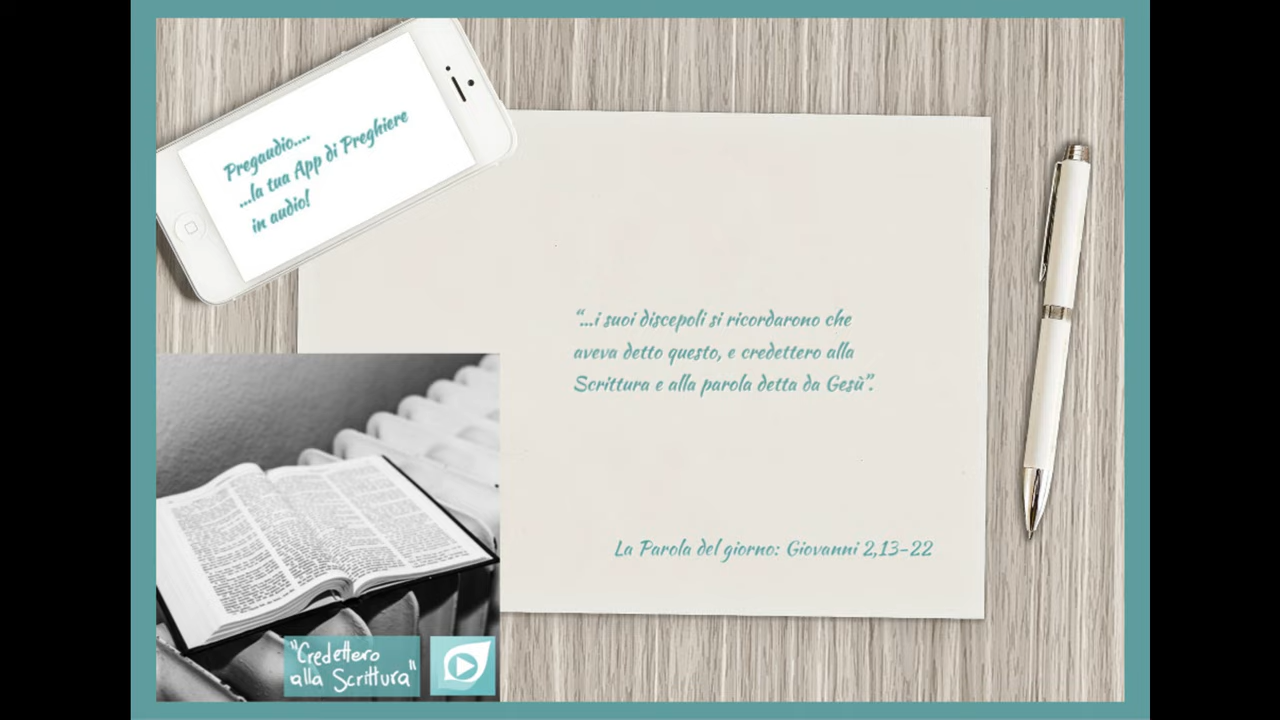 Pregaudio....
...la tua App di Preghiere
in audio!
“...i suoi discepoli si ricordarono che
aveva detto questo, e credettero alla
Scrittura e alla parola detta da Gesù”.
La Parola del giorno: Giovanni 2,13-22
"Credettero
alla Scrittura"